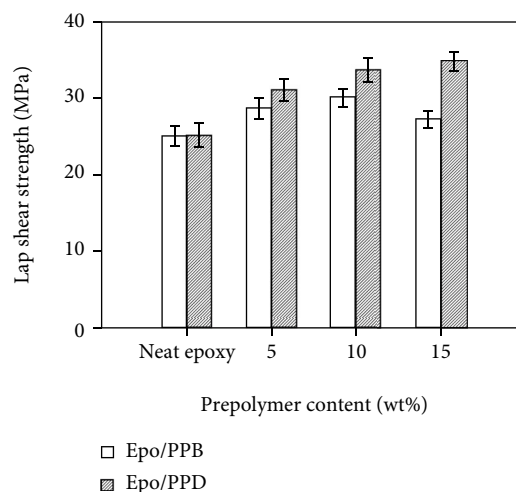 40
30
20
10
0
Lap shear strength (MPa)
Neat epoxy 5 10 15
Prepolymer content (wt%)
Epo/PPB
Epo/PPD